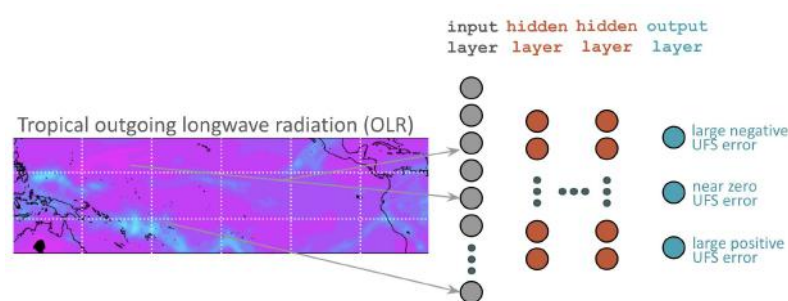 input hidden hidden output
layer layer layer layer
Tropical outgoing longwave radiation (OLR)
large negative
UFS error
near zero
UFS error
large positive
UFS error